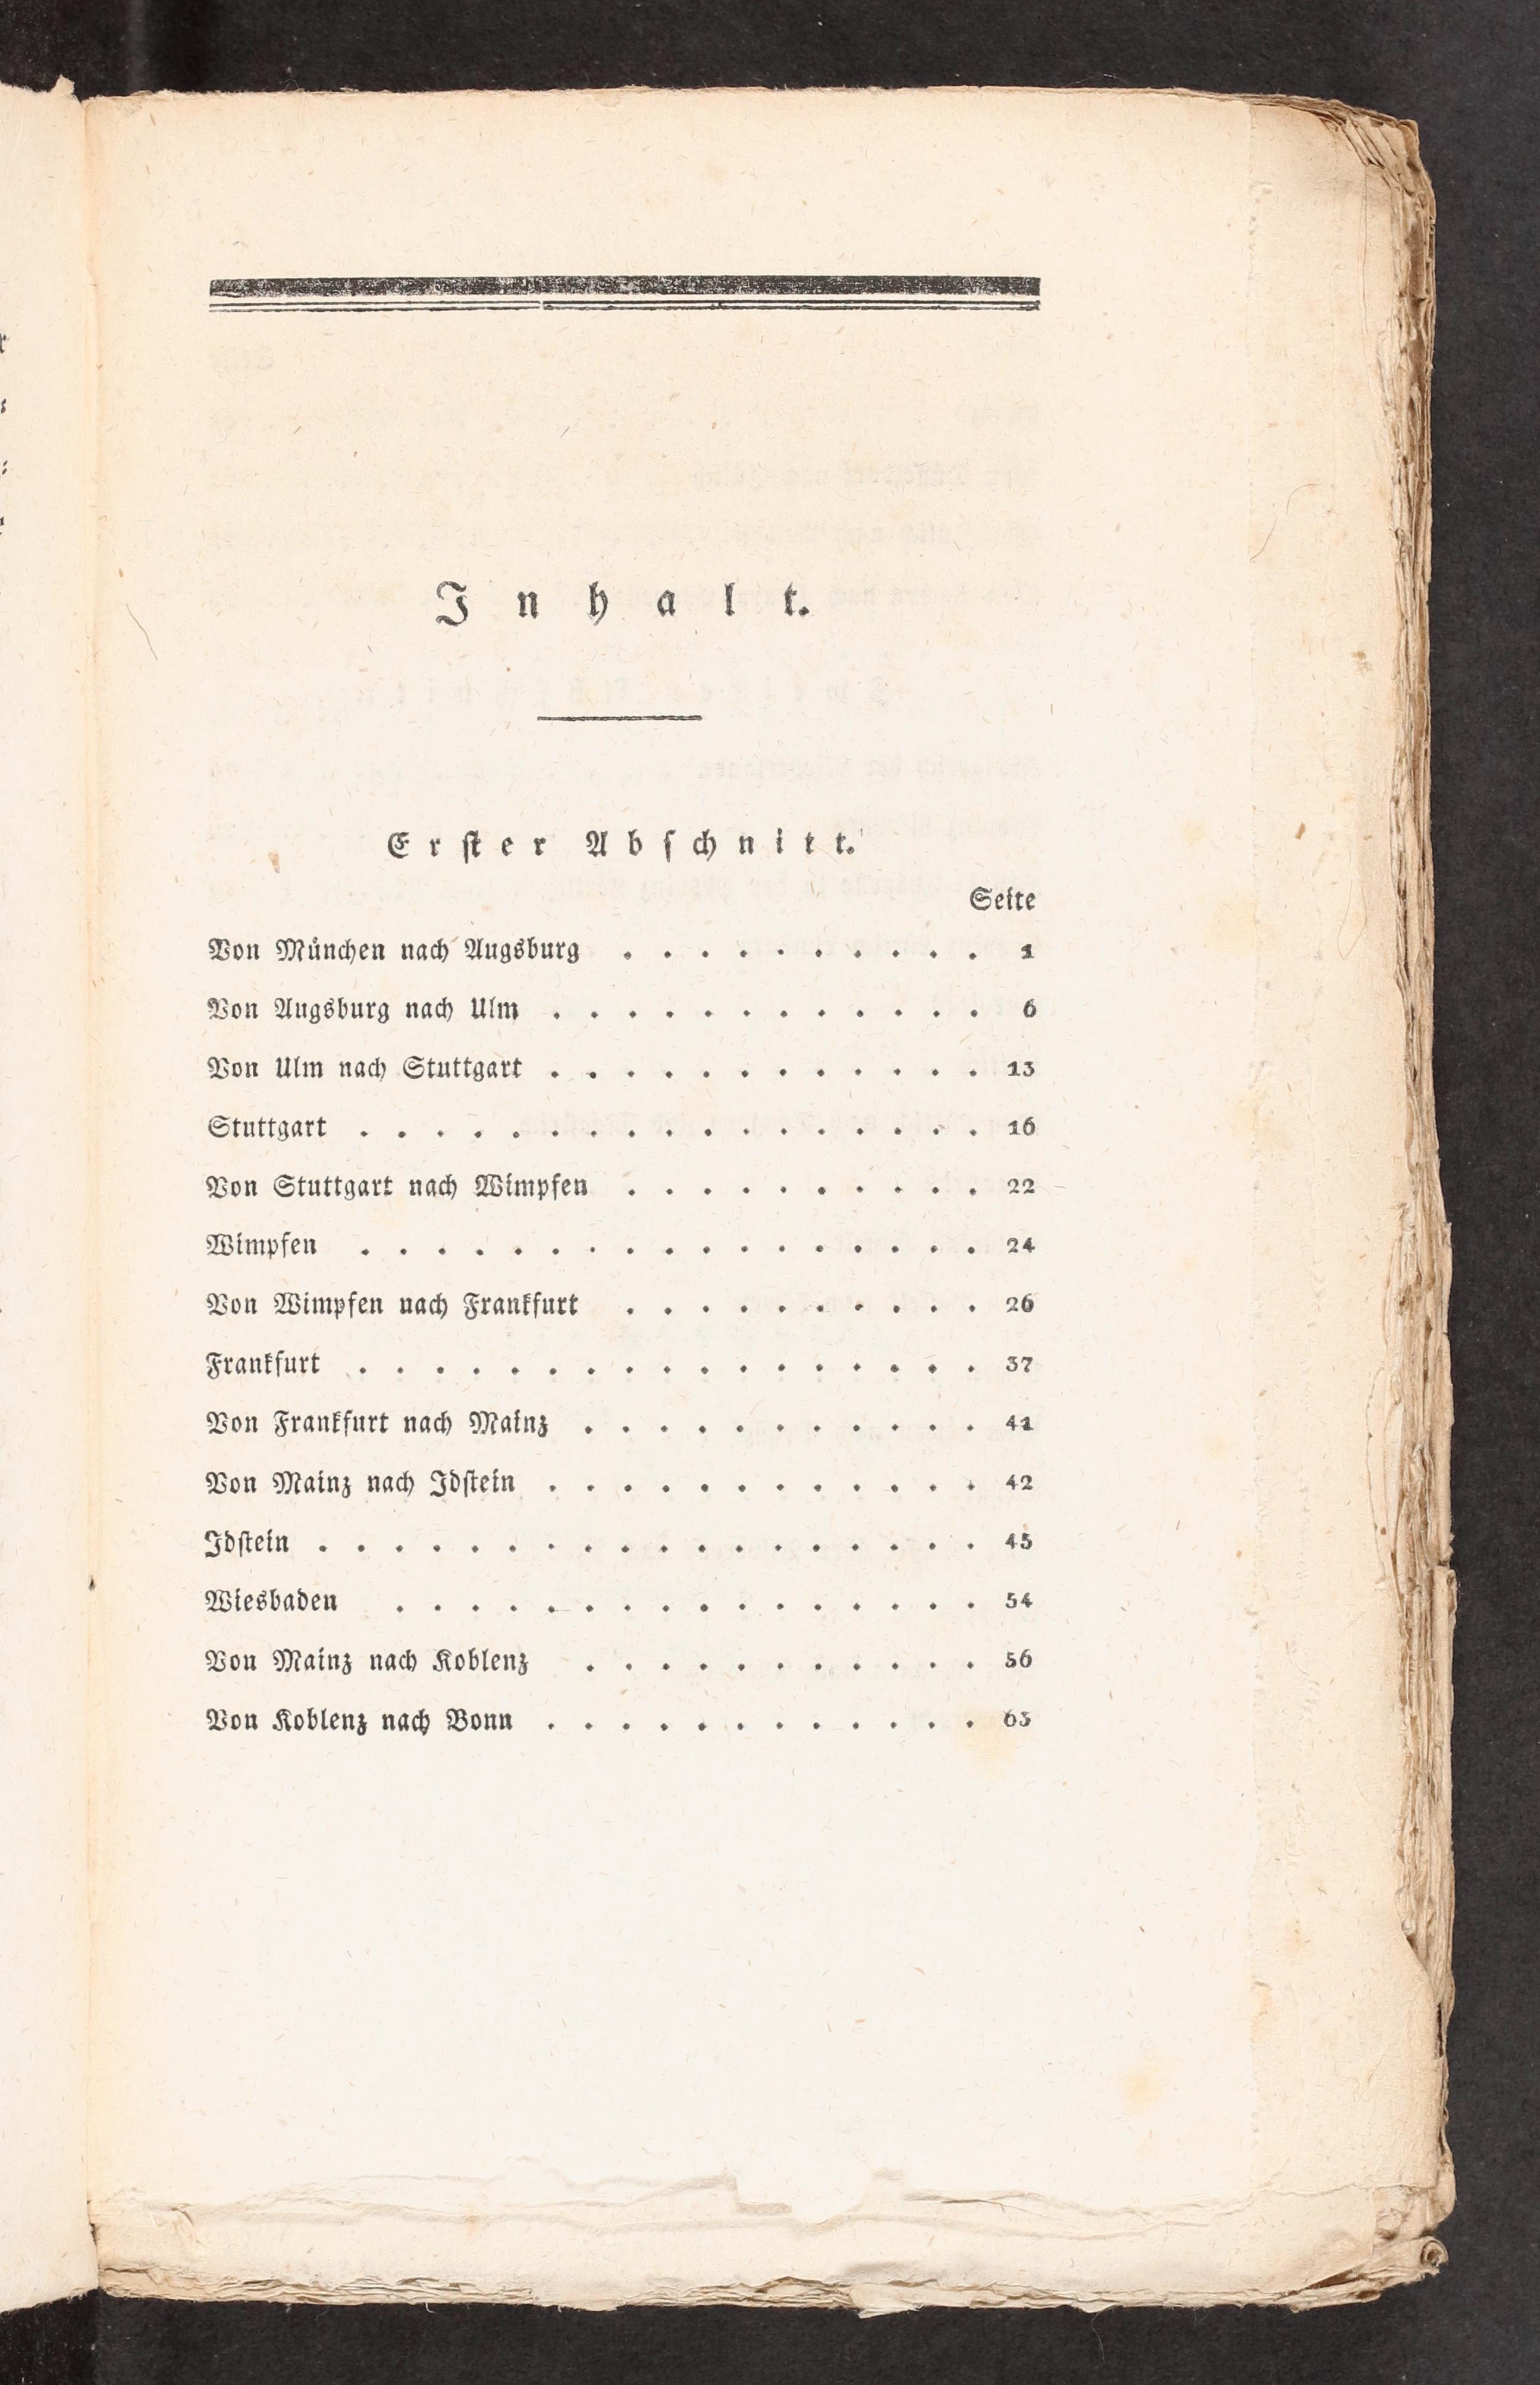 Inhalt.
Erster Abschnitt.
Seite
Von München nach Augsburg . . . . . . . . . . 1
Von Augsburg nach Ulm . . . . . . . . . . . . 6
Von Ulm nach Stuttgart . . . . . . . . . . . . 13
Stuttgart . . . . . . . . . . . . . . . . . 16
Von Stuttgart nach Wimpfen . . . . . . . . . . 22
Wimpfen . . . . . . . . . . . . . . . . . 24
Von Wimpfen nach Frankfurt . . . . . . . . . . 26
Frankfurt . . . . . . . . . . . . . . . . . 37
Von Frankfurt nach Mainz . . . . . . . . . . . 41
Von Mainz nach Idſtein . . . . . . . . . . . . 42
Idſtein . . . . . . . . . . . . . . . . . . 45
Wiesbaden . . . . . . . . . . . . . . . . 54
Von Mainz nach Koblenz . . . . . . . . . . . 56
Von Koblenz nach Bonn . . . . . . . . . . . . 63